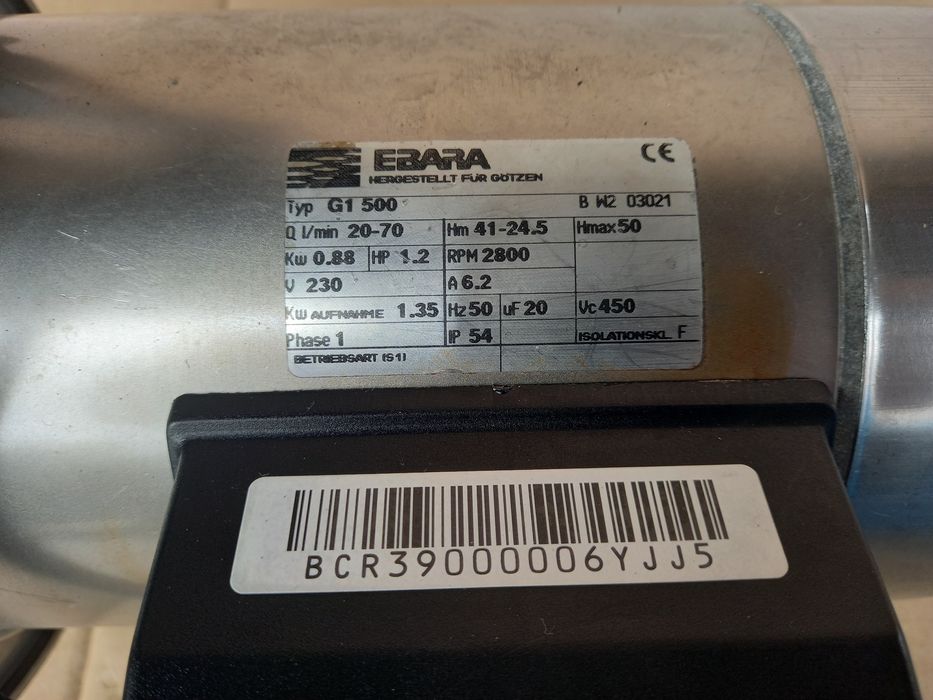 EBARA
CE
HERGESTELLT FÜR GÖTZEN
Typ G1 500 B W2 03021
Q l/min 20-70 Hm 41-24.5 Hmax 50
Kw 0.88 HP 1.2 RPM 2800
V 230 A 6.2
Kw AUFNAHME 1.35 Hz 50 uF 20 Vc 450
Phase 1 IP 54 ISOLATIONSKL. F
BETRIEBSART (S1)
BCR39000006YJJ5